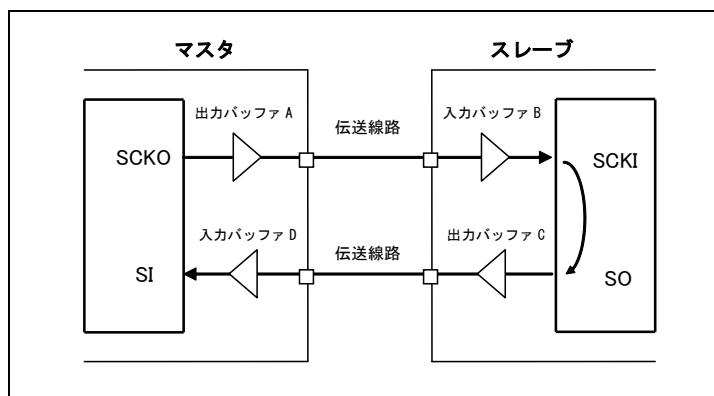 マスタ
スレーブ
出力バッファ A
伝送線路
入力バッファ B
SCKO
SCKI
入力バッファ D
伝送線路
出力バッファ C
SI
SO